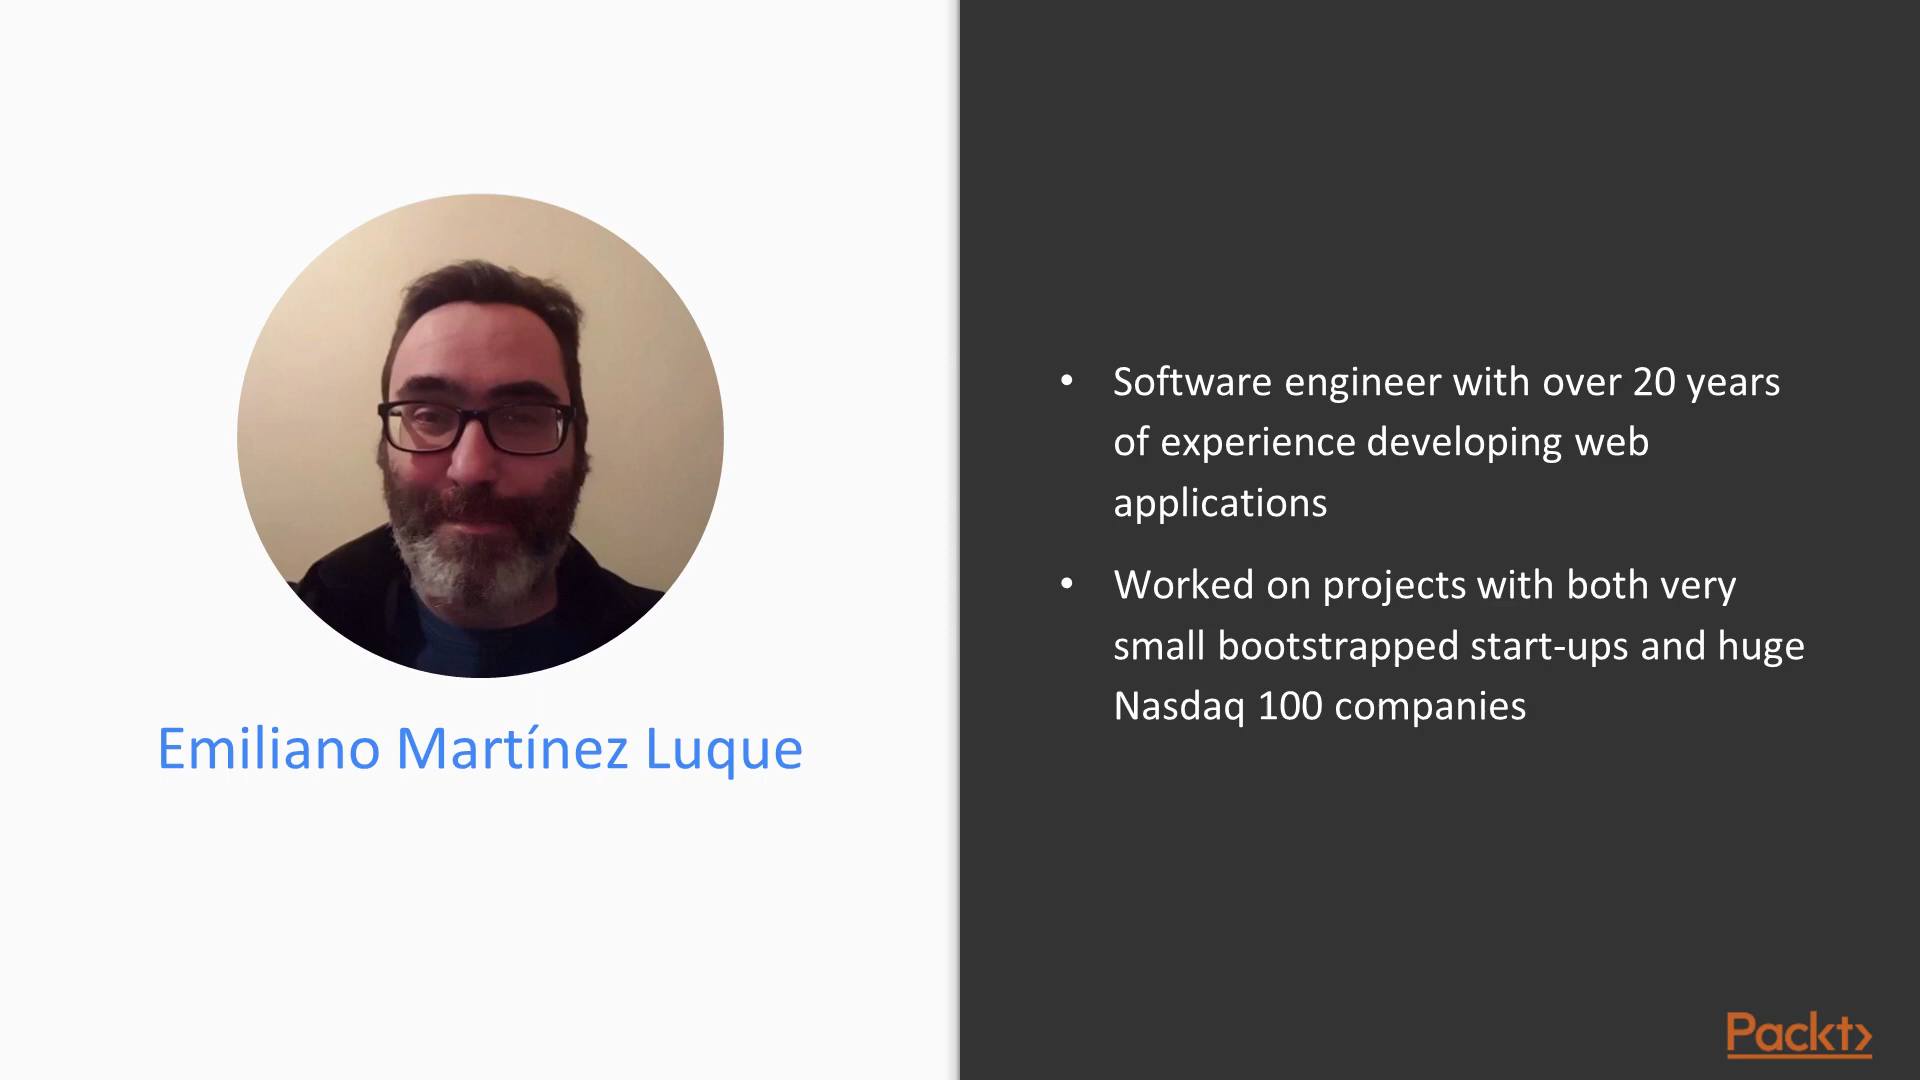 Emiliano Martínez Luque
• Software engineer with over 20 years
of experience developing web
applications
• Worked on projects with both very
small bootstrapped start-ups and huge
Nasdaq 100 companies
Packt>